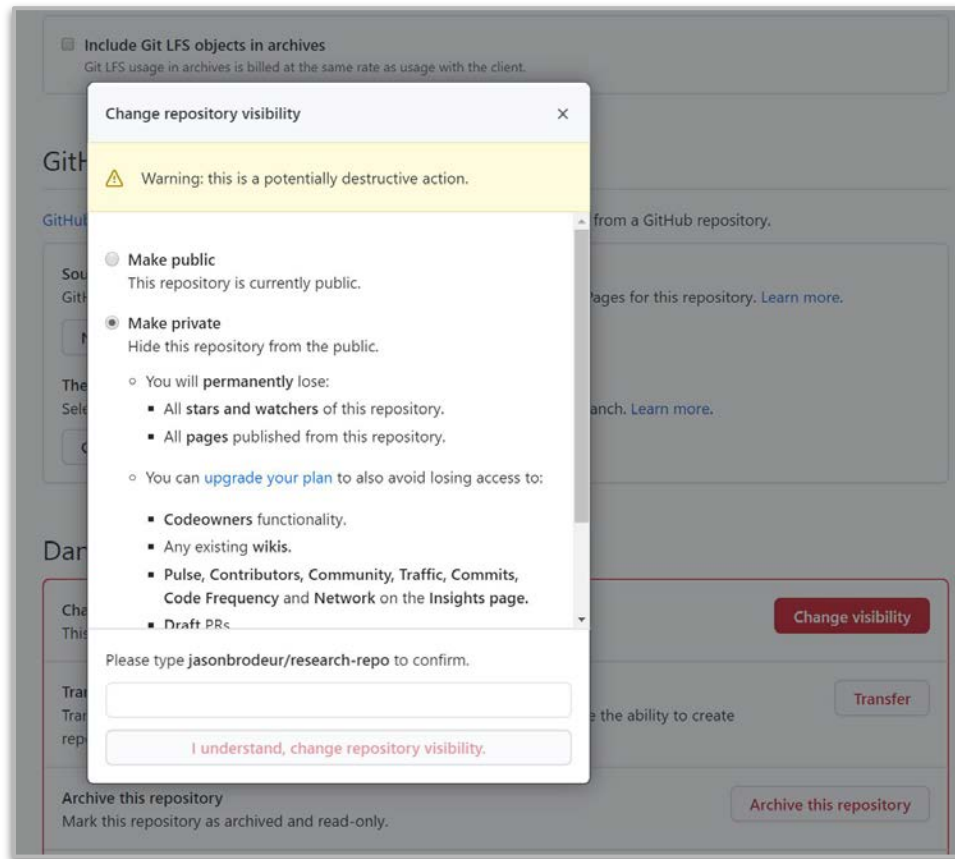 Include Git LFS objects in archives
Git LFS usage in archives is billed at the same rate as usage with the client.
Change repository visibility
Warning: this is a potentially destructive action.
from a GitHub repository.
Make public
This repository is currently public.
Pages for this repository. Learn more.
Make private
Hide this repository from the public.
You will permanently lose:
The
All stars and watchers of this repository.
Learn more.
All pages published from this repository.
You can upgrade your plan to also avoid losing access to:
Codeowners functionality.
Any existing wikis.
Pulse, Contributors, Community, Traffic, Commits,
Code Frequency and Network on the Insights page.
Draft PRs
Change visibility
Please type jasonbrodeur/research-repo to confirm.
Transfer
the ability to create
I understand, change repository visibility.
Archive this repository
Mark this repository as archived and read-only.
Archive this repository